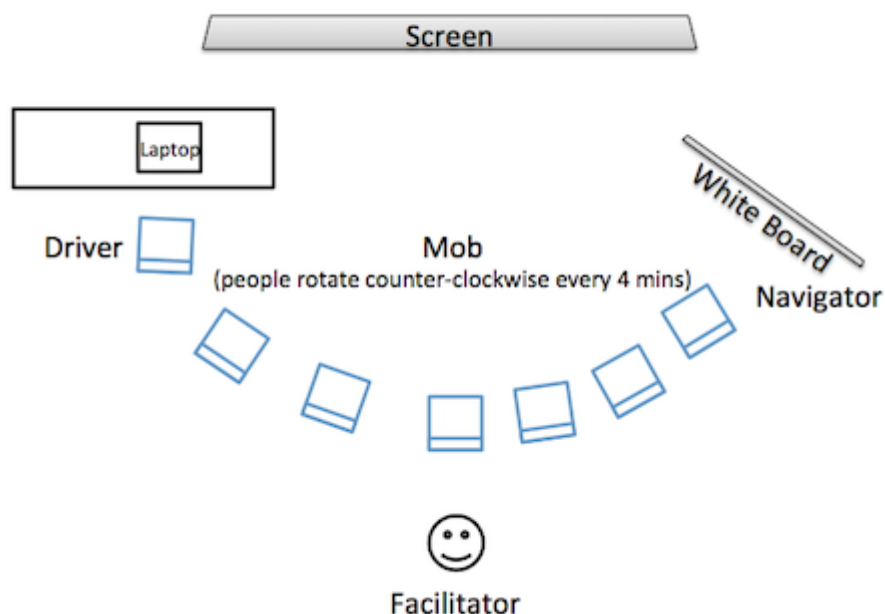 Screen
Laptop
White Board
Driver
Mob
(people rotate counter-clockwise every 4 mins)
Navigator
Facilitator